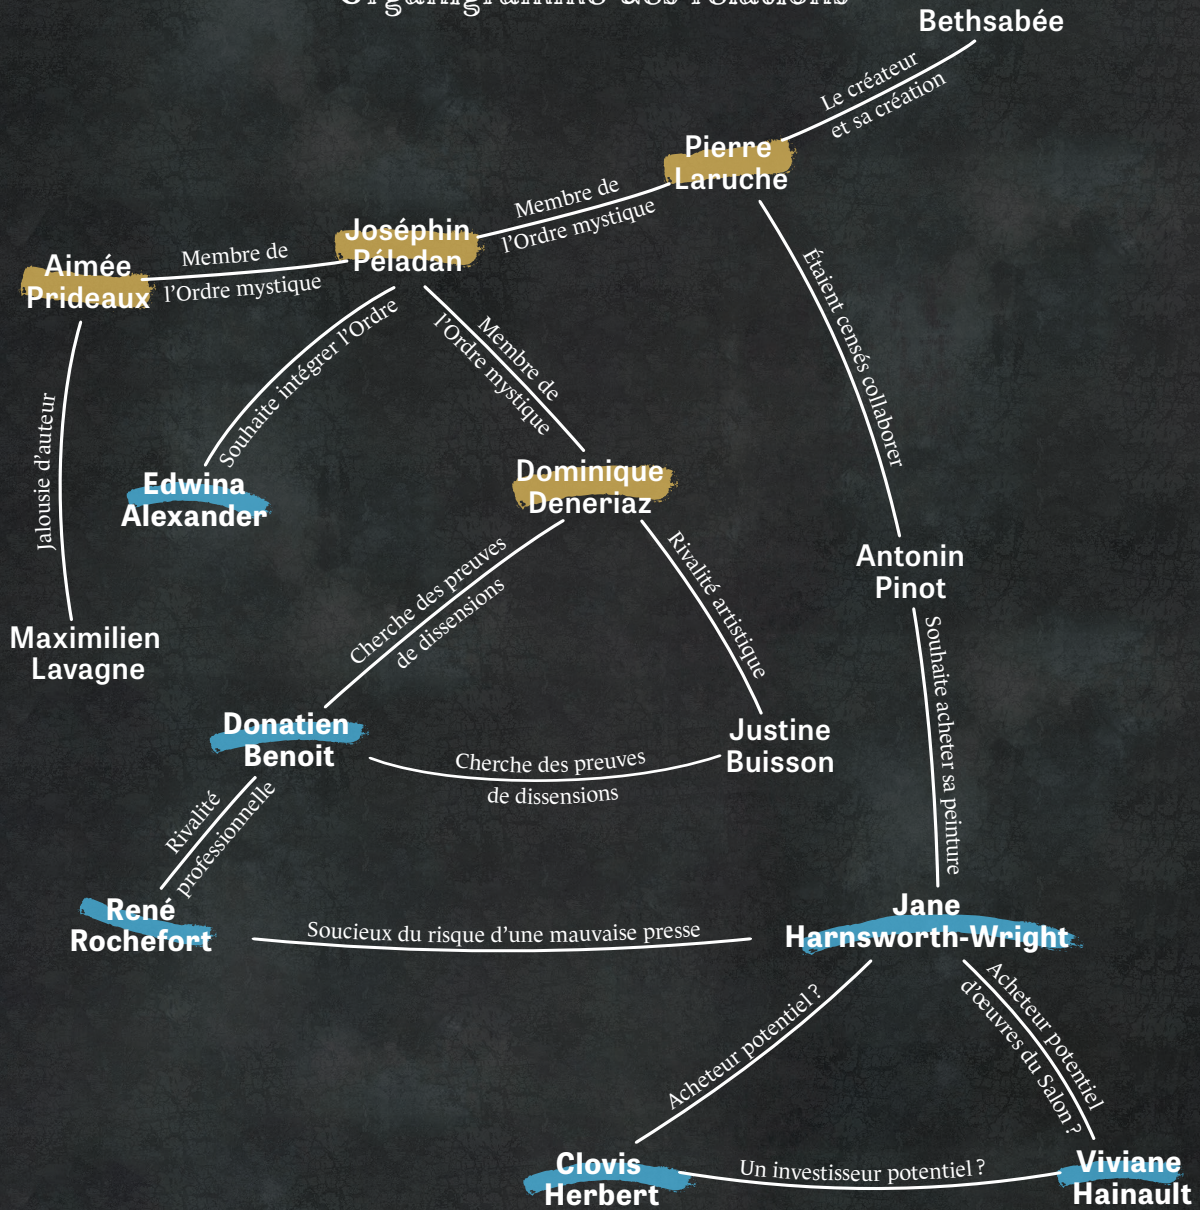 Organigramme des relations
Bethsabée
Le créateur
et sa création
Pierre
Laruche
Membre de
l’Ordre mystique
Joséphin
Péladan
Membre de
l’Ordre mystique
Aimée
Prideaux
Étaient censés collaborer
Souhaite intégrer l’Ordre
Membre de
l’Ordre mystique
Jalousie d’auteur
Edwina
Alexander
Dominique
Deneriaz
Antonin
Pinot
Cherche des preuves
de dissensions
Rivalité artistique
Maximilien
Lavagne
Souhaite acheter sa peinture
Donatien
Benoit
Justine
Buisson
Cherche des preuves
de dissensions
Rivalité
professionnelle
René
Rochefort
Soucieux du risque d’une mauvaise presse
Jane
Harnsworth-Wright
Acheteur potentiel ?
Acheteur potentiel
d’œuvres du Salon ?
Clovis
Herbert
Un investisseur potentiel ?
Viviane
Hainault